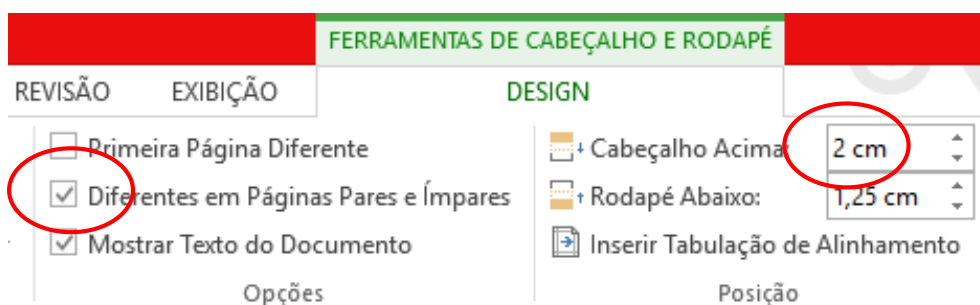 FERRAMENTAS DE CABEÇALHO E RODAPÉ
REVISÃO EXIBIÇÃO DESIGN
Primeira Página Diferente
Diferentes em Páginas Pares e Ímpares
Mostrar Texto do Documento
Opções
Cabeçalho Acima: 2 cm
Rodapé Abaixo: 1,25 cm
Inserir Tabulação de Alinhamento
Posição